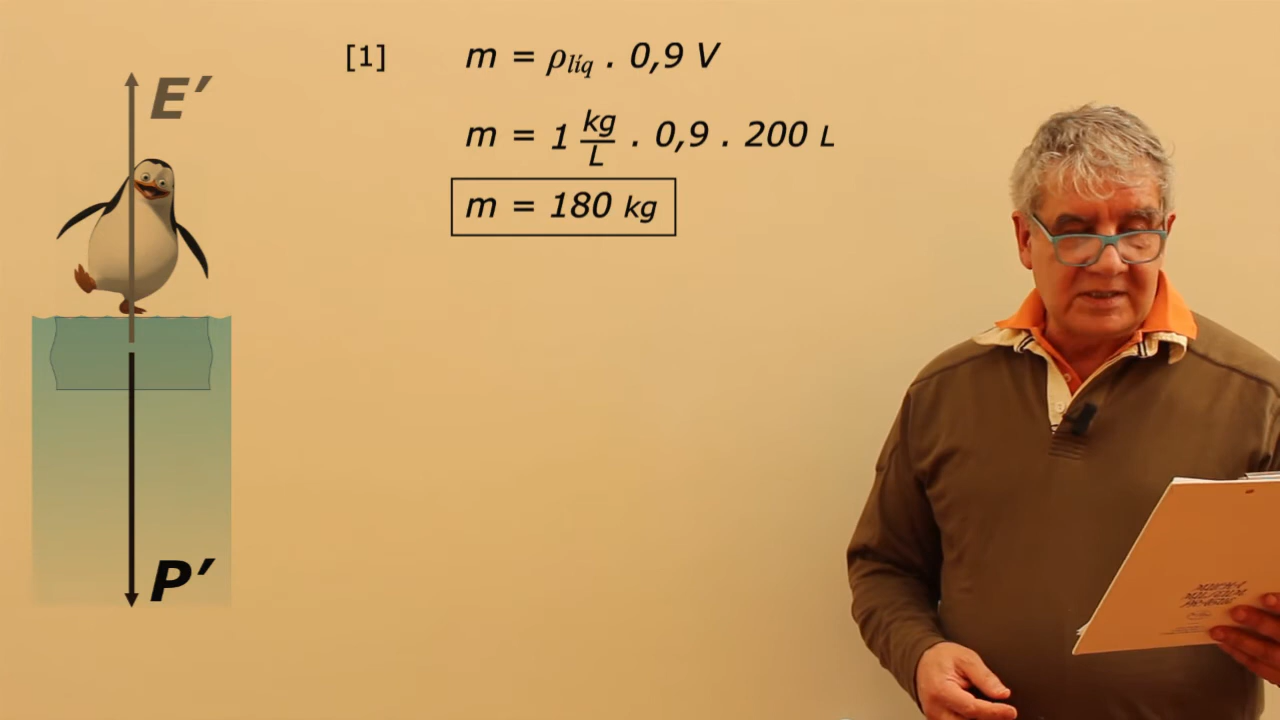 [1] m = ρlíq . 0,9 V
E’
m = 1 kg/L . 0,9 . 200 L
m = 180 kg
P’